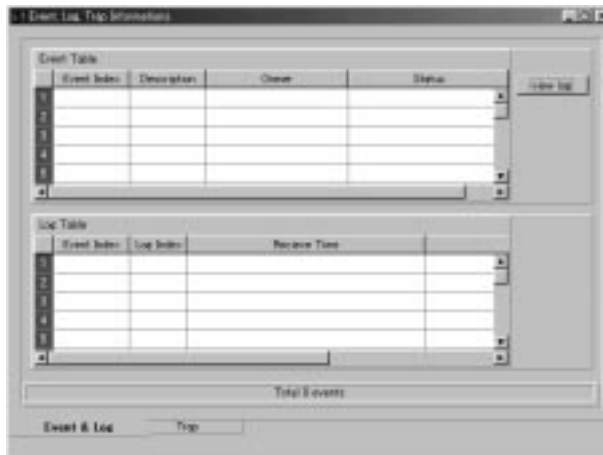 Event, Log, Trap Informations
Event Table
Event Index Description Owner Status
1
2
3
4
5
View log
Log Table
Event Index Log Index Recieve Time
1
2
3
4
5
Total 0 events
Event & Log Trap